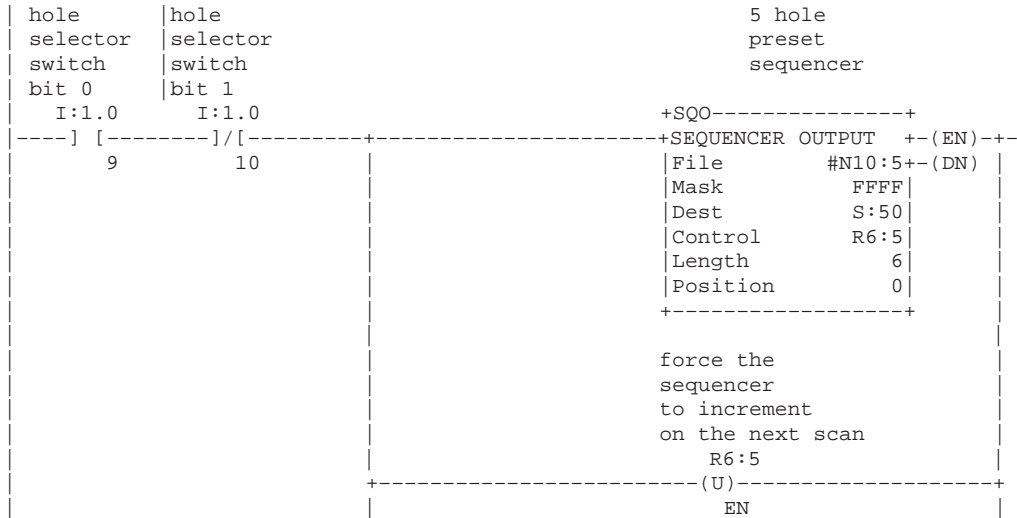 hole hole 5 hole
selector selector preset
switch switch sequencer
bit 0 bit 1
I:1.0 I:1.0 +SQO---------------+
|----] [--------]/[---------+----------------------+SEQUENCER OUTPUT +-(EN)-+-
9 10 |File #N10:5+-(DN) |
|Mask FFFF|
|Dest S:50|
|Control R6:5|
|Length 6|
|Position 0|
+------------------+
force the
sequencer
to increment
on the next scan
R6:5
+-------------------------(U)--------------------+
EN